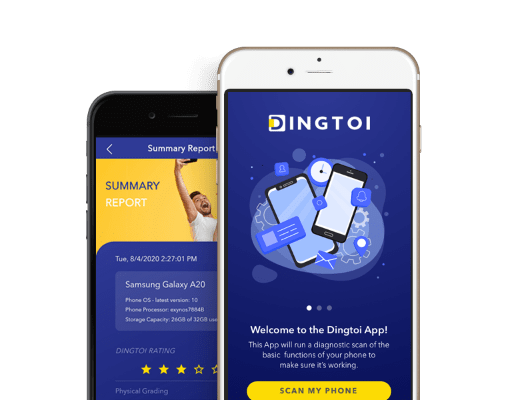 Summary Report
SUMMARY
REPORT
Tue, 8/4/2020 2:27:01 PM
Samsung Galaxy A20
Phone OS - latest version: 10
Phone Processor: exynos7884B
Storage Capacity: 26GB of 32GB use
DINGTOI RATING
Physical Grading
DINGTOI
Welcome to the Dingtoi App!
This App will run a diagnostic scan of the
basic functions of your phone to
make sure it's working.
SCAN MY PHONE